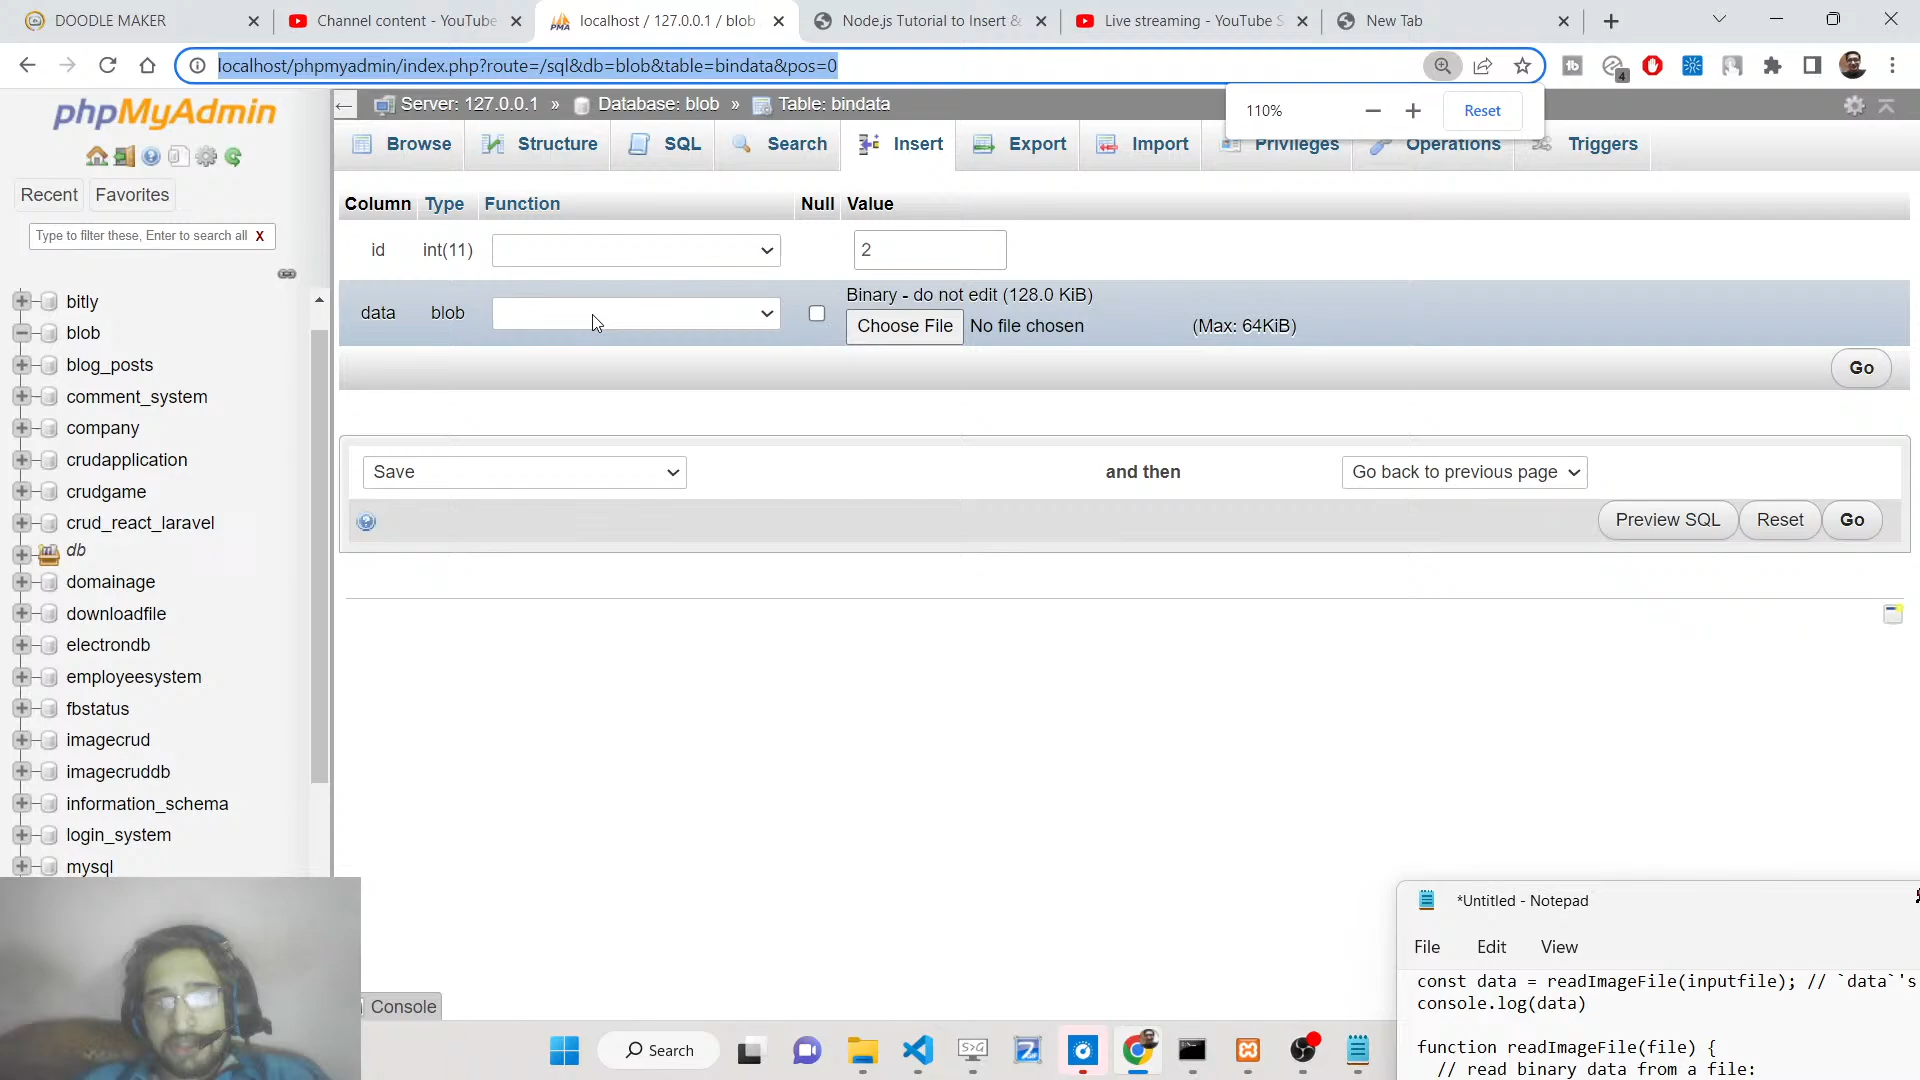 DOODLE MAKER
Channel content - YouTube
localhost / 127.0.0.1 / blob
Node.js Tutorial to Insert &
Live streaming - YouTube S
New Tab
localhost/phpmyadmin/index.php?route=/sql&db=blob&table=bindata&pos=0
4
110%
Reset
phpMyAdmin
Server: 127.0.0.1 » Database: blob » Table: bindata
Browse
Structure
SQL
Search
Insert
Export
Import
Privileges
Operations
Triggers
Recent
Favorites
Type to filter these, Enter to search all X
Column Type Function Null Value
id int(11) 2
data blob Binary - do not edit (128.0 KiB)
Choose File No file chosen (Max: 64KiB)
Go
Save and then Go back to previous page
Preview SQL Reset Go
bitly
blob
blog_posts
comment_system
company
crudapplication
crudgame
crud_react_laravel
db
domainage
downloadfile
electrondb
employeesystem
fbstatus
imagecrud
imagecruddb
information_schema
login_system
mysql
Console
*Untitled - Notepad
File Edit View
const data = readImageFile(inputfile); // `data`'s
console.log(data)
function readImageFile(file) {
// read binary data from a file:
Search